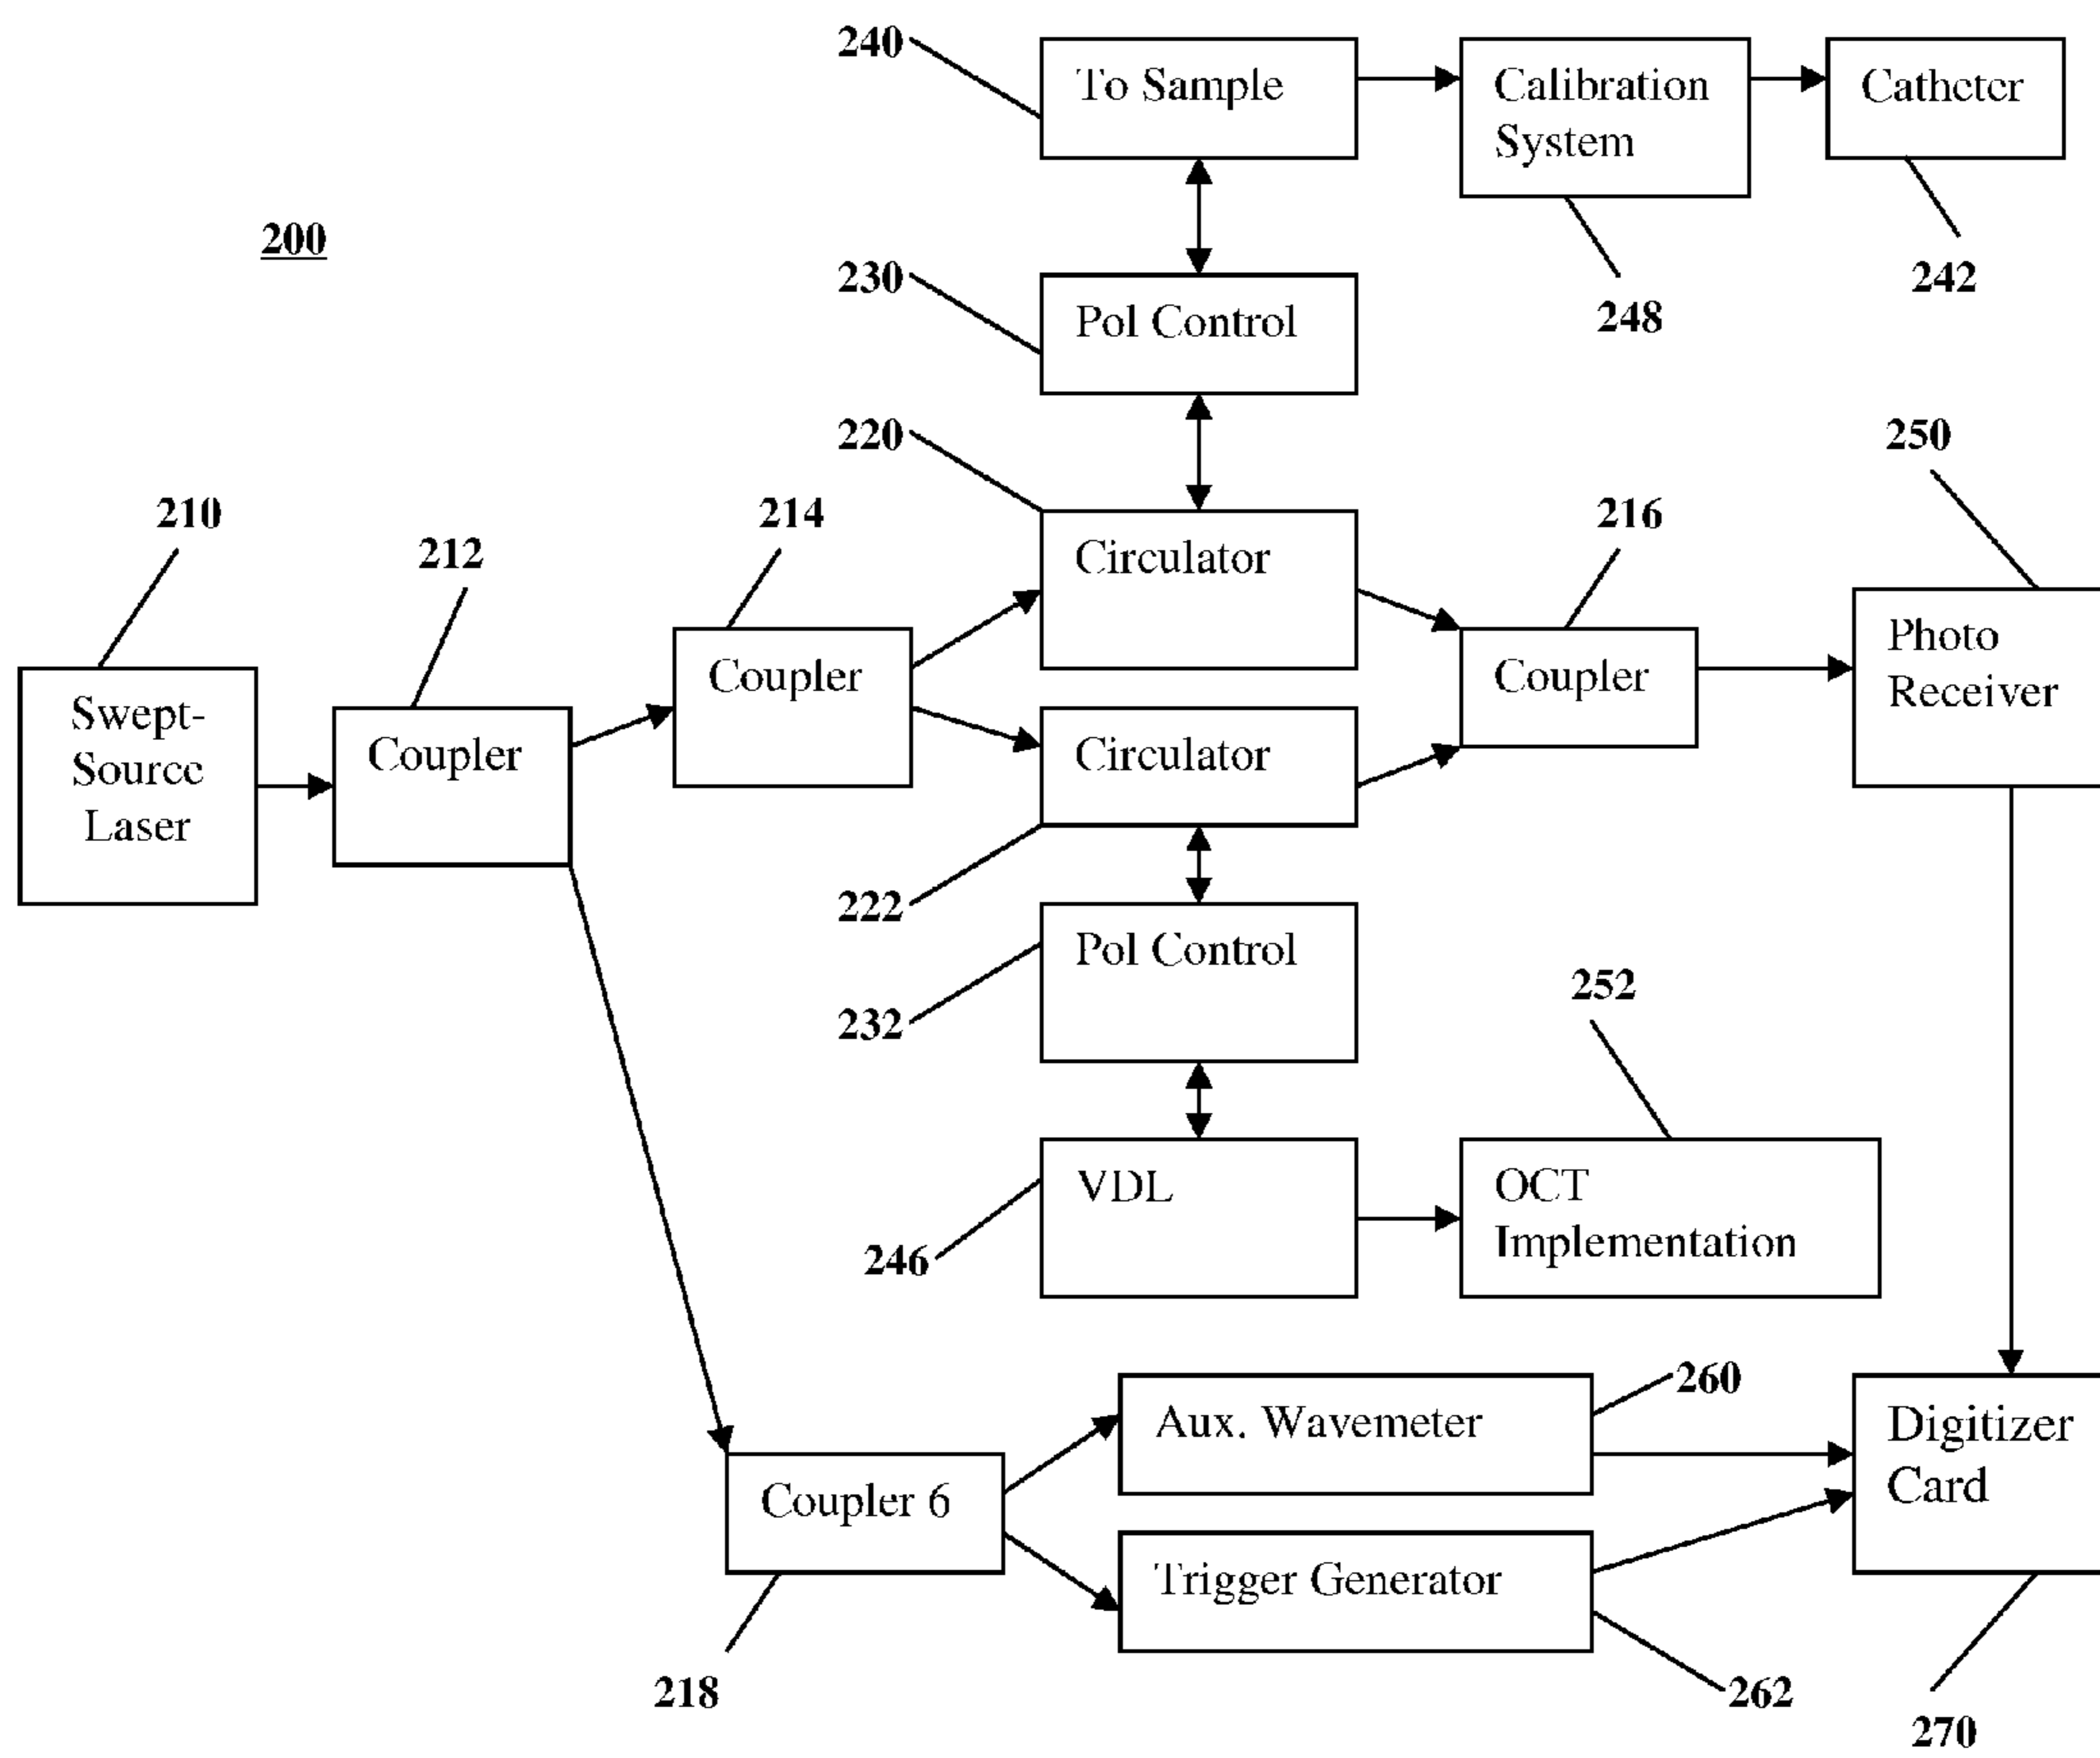 240
To Sample
Calibration
System
Catheter
200
230
Pol Control
248
242
220
250
210
212
214
Circulator
216
Swept-
Source
Laser
Coupler
Coupler
Circulator
Coupler
Photo
Receiver
222
Pol Control
232
252
VDL
246
OCT
Implementation
260
Aux. Wavemeter
Digitizer
Card
Coupler 6
Trigger Generator
218
262
270